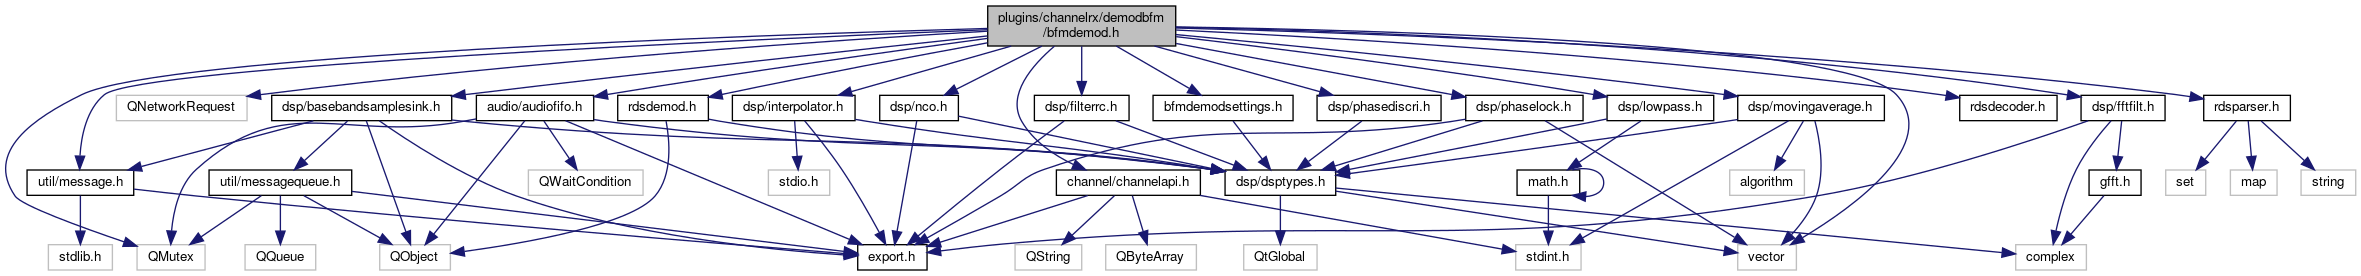 plugins/channelrx/demodbfm
/bfmdemod.h
QNetworkRequest
dsp/basebandsamplesink.h
audio/audiofifo.h
rdsdemod.h
dsp/interpolator.h
dsp/nco.h
dsp/filterrc.h
bfmdemodsettings.h
dsp/phasediscri.h
dsp/phaselock.h
dsp/lowpass.h
dsp/movingaverage.h
rdsdecoder.h
dsp/fftfilt.h
rdsparser.h
util/message.h
util/messagequeue.h
QWaitCondition
stdio.h
channel/channelapi.h
dsp/dsptypes.h
math.h
algorithm
gfft.h
set
map
string
stdlib.h
QMutex
QQueue
QObject
export.h
QString
QByteArray
QtGlobal
stdint.h
vector
complex